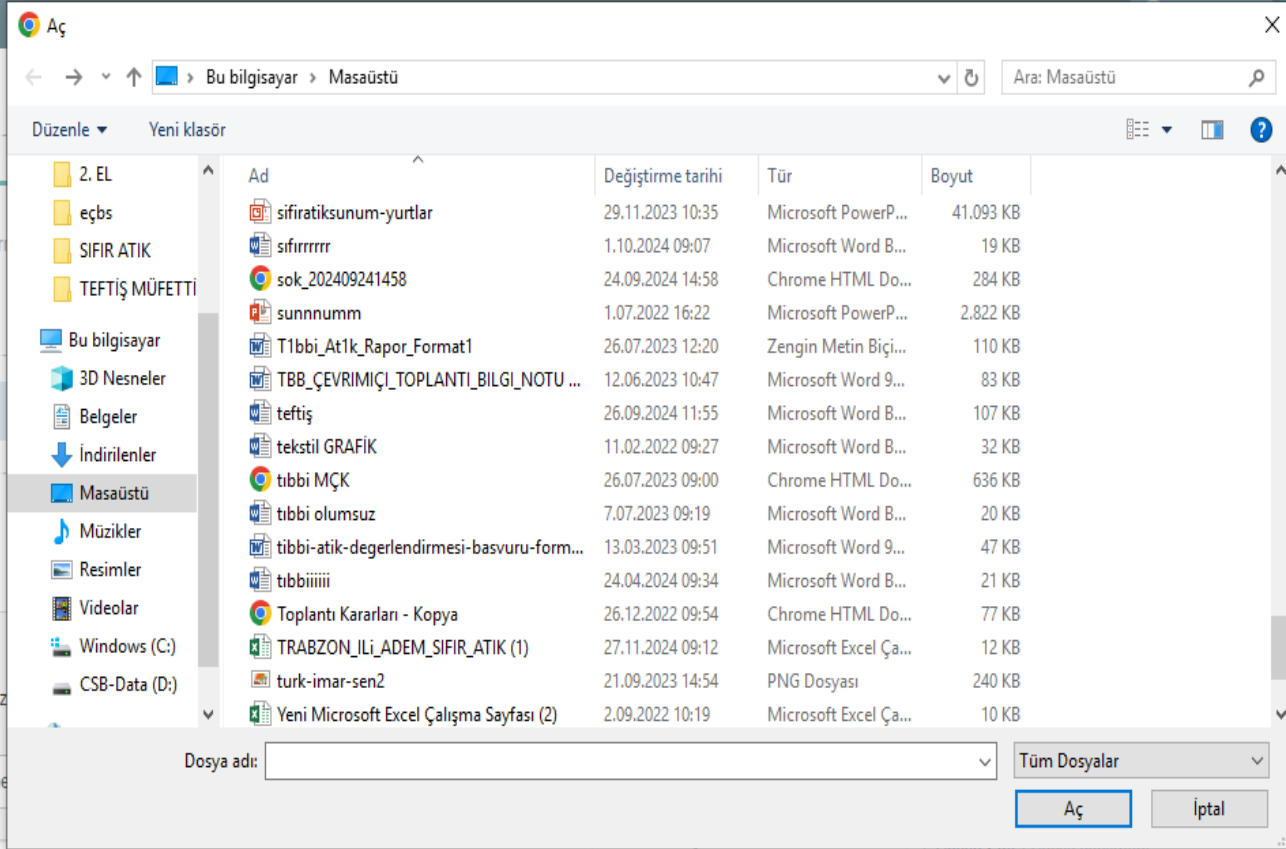 Aç
Bu bilgisayar > Masaüstü
Ara: Masaüstü
Düzenle
Yeni klasör
2. EL
eçbs
SIFIR ATIK
TEFTİŞ MÜFETTİ
Bu bilgisayar
3D Nesneler
Belgeler
İndirilenler
Masaüstü
Müzikler
Resimler
Videolar
Windows (C:)
CSB-Data (D:)
Ad Değiştirme tarihi Tür Boyut
sifiratiksunum-yurtlar 29.11.2023 10:35 Microsoft PowerP... 41.093 KB
sıfırrrrrr 1.10.2024 09:07 Microsoft Word B... 19 KB
sok_202409241458 24.09.2024 14:58 Chrome HTML Do... 284 KB
sunnnumm 1.07.2022 16:22 Microsoft PowerP... 2.822 KB
T1bbi_At1k_Rapor_Format1 26.07.2023 12:20 Zengin Metin Biçi... 110 KB
TBB_ÇEVRIMIÇI_TOPLANTI_BILGI_NOTU ... 12.06.2023 10:47 Microsoft Word 9... 83 KB
teftiş 26.09.2024 11:55 Microsoft Word B... 107 KB
tekstil GRAFİK 11.02.2022 09:27 Microsoft Word B... 32 KB
tıbbi MÇK 26.07.2023 09:00 Chrome HTML Do... 636 KB
tıbbi olumsuz 7.07.2023 09:19 Microsoft Word B... 20 KB
tibbi-atik-degerlendirmesi-basvuru-form... 13.03.2023 09:51 Microsoft Word 9... 47 KB
tıbbiiiiii 24.04.2024 09:34 Microsoft Word B... 21 KB
Toplantı Kararları - Kopya 26.12.2022 09:54 Chrome HTML Do... 77 KB
TRABZON_ILi_ADEM_SIFIR_ATIK (1) 27.11.2024 09:12 Microsoft Excel Ça... 12 KB
turk-imar-sen2 21.09.2023 14:54 PNG Dosyası 240 KB
Yeni Microsoft Excel Çalışma Sayfası (2) 2.09.2022 10:19 Microsoft Excel Ça... 10 KB
Dosya adı:
Tüm Dosyalar
Aç
İptal